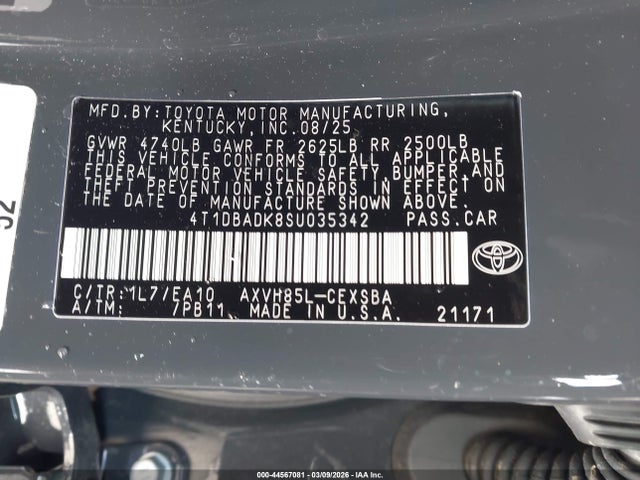 MFD.BY:TOYOTA MOTOR MANUFACTURING,
KENTUCKY,INC.08/25
GVWR 4740LB GAWR FR 2625LB RR 2500LB
THIS VEHICLE CONFORMS TO ALL APPLICABLE
FEDERAL MOTOR VEHICLE SAFETY,BUMPER,AND
THEFT PREVENTION STANDARDS IN EFFECT ON
THE DATE OF MANUFACTURE SHOWN ABOVE.
4T1DBADK8SU035342 PASS.CAR
C/TR:1L7/EA10 AXVH85L-CEXSBA
A/TM: 7PB11 MADE IN U.S.A. 21171
000-44567081 | 03/09/2026 | IAA Inc.